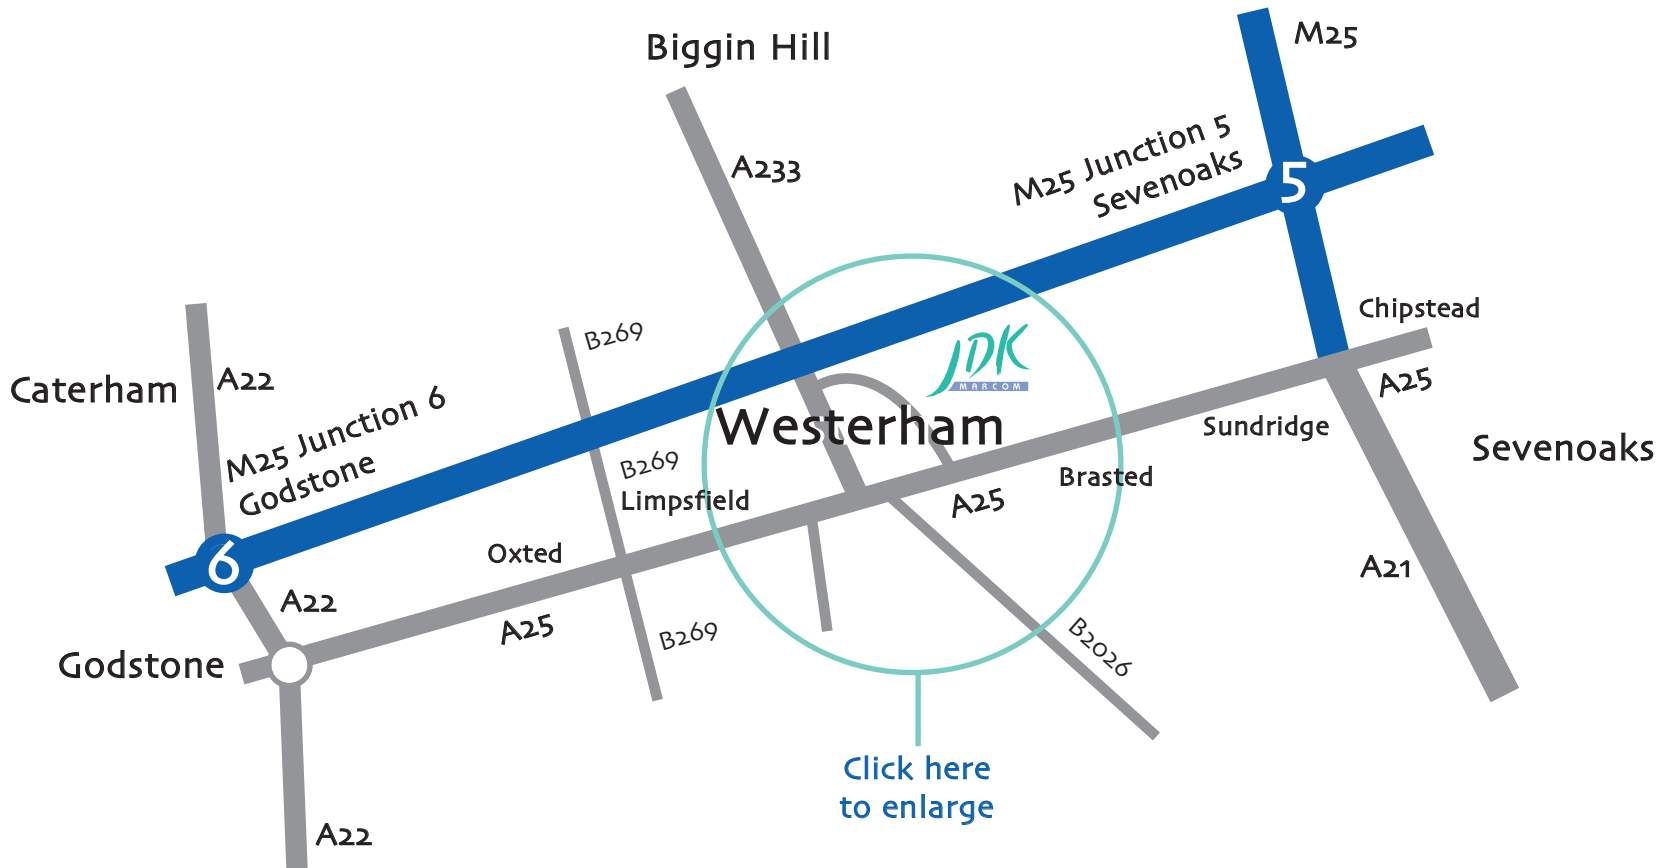 M25
Biggin Hill
A233
M25 Junction 5
Sevenoaks
5
Chipstead
B269
JDK
MARCOM
A22
Caterham
A25
M25 Junction 6
Godstone
Westerham
Sundridge
Sevenoaks
B269
Limpsfield
Brasted
A25
Oxted
6
A21
A22
A25
B269
B2026
Godstone
Click here
to enlarge
A22